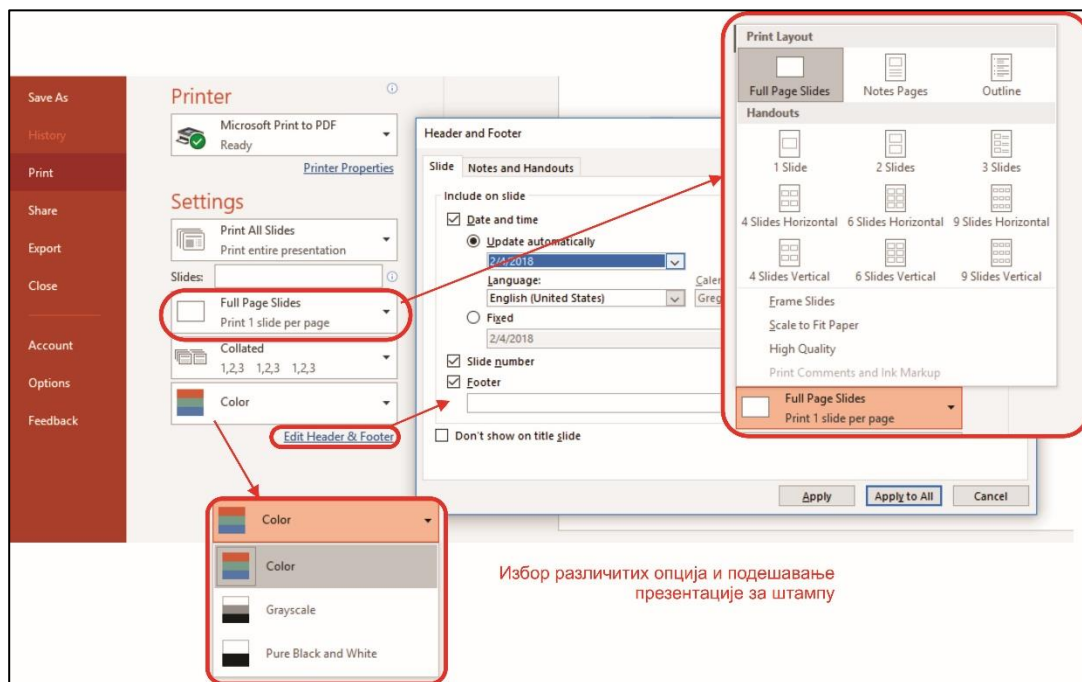 Save As
History
Print
Share
Export
Close
Account
Options
Feedback
Printer
Microsoft Print to PDF
Ready
Printer Properties
Settings
Print All Slides
Print entire presentation
Slides:
Full Page Slides
Print 1 slide per page
Collated
1,2,3 1,2,3 1,2,3
Color
Edit Header & Footer
Color
Color
Grayscale
Pure Black and White
Header and Footer
Slide
Notes and Handouts
Include on slide
Date and time
Update automatically
2/4/2018
Language:
Calen
English (United States)
Greg
Fixed
2/4/2018
Slide number
Footer
Don't show on title slide
Apply
Apply to All
Cancel
Print Layout
Full Page Slides
Notes Pages
Outline
Handouts
1 Slide
2 Slides
3 Slides
4 Slides Horizontal
6 Slides Horizontal
9 Slides Horizontal
4 Slides Vertical
6 Slides Vertical
9 Slides Vertical
Frame Slides
Scale to Fit Paper
High Quality
Print Comments and Ink Markup
Full Page Slides
Print 1 slide per page
Избор различитих опција и подешавање
презентације за штампу